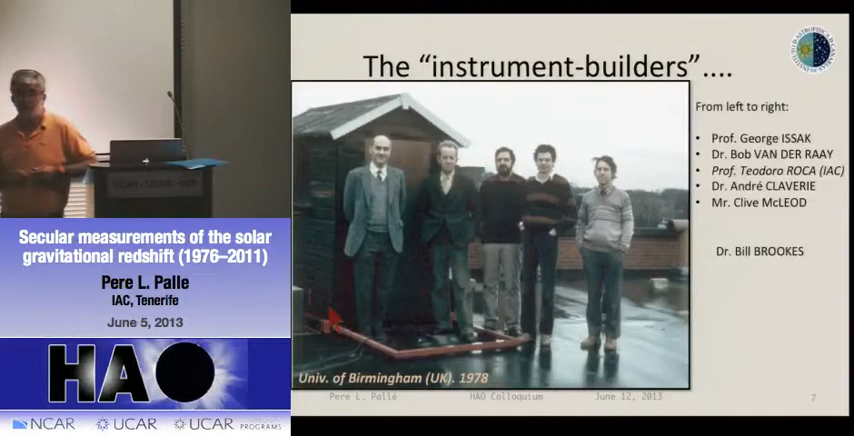 NCAR • UCAR • UCP
Secular measurements of the solar
gravitational redshift (1976–2011)
Pere L. Palle
IAC, Tenerife
June 5, 2013
HAO
NCAR
UCAR
UCAR
PROGRAMS
The “instrument-builders”....
From left to right:
• Prof. George ISSAK
• Dr. Bob VAN DER RAAY
• Prof. Teodoro ROCA (IAC)
• Dr. André CLAVERIE
• Mr. Clive McLEOD
Dr. Bill BROOKES
Univ. of Birmingham (UK). 1978
Pere L. Pallé HAO Colloquium June 12, 2013 7